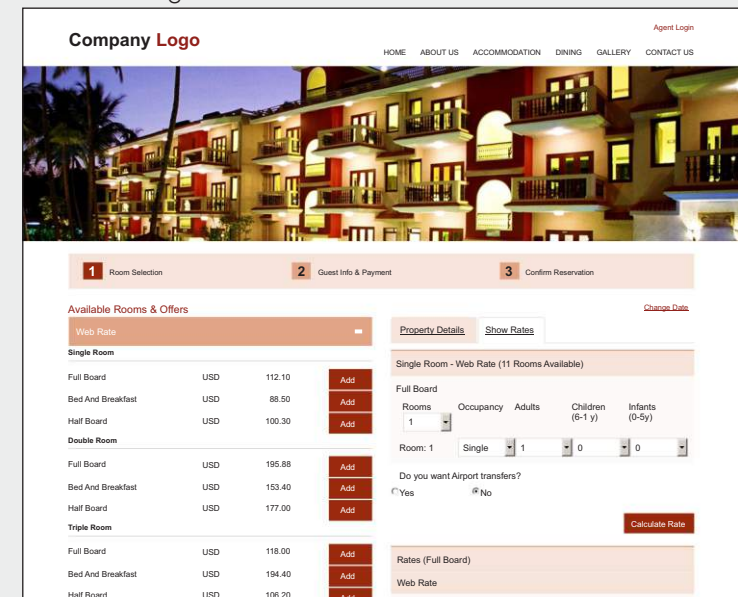 Agent Login
Company Logo
HOME ABOUT US ACCOMMODATION DINING GALLERY CONTACT US
1 Room Selection 2 Guest Info & Payment 3 Confirm Reservation
Available Rooms & Offers
Change Date
Web Rate
Single Room
Full Board USD 112.10 Add
Bed And Breakfast USD 88.50 Add
Half Board USD 100.30 Add
Double Room
Full Board USD 195.88 Add
Bed And Breakfast USD 153.40 Add
Half Board USD 177.00 Add
Triple Room
Full Board USD 118.00 Add
Bed And Breakfast USD 194.40 Add
Half Board USD 106.20 Add
Property Details Show Rates
Single Room - Web Rate (11 Rooms Available)
Full Board
Rooms Occupancy Adults Children Infants
(6-1 y) (0-5y)
1
Room: 1 Single 1 0 0
Do you want Airport transfers?
Yes No
Calculate Rate
Rates (Full Board)
Web Rate